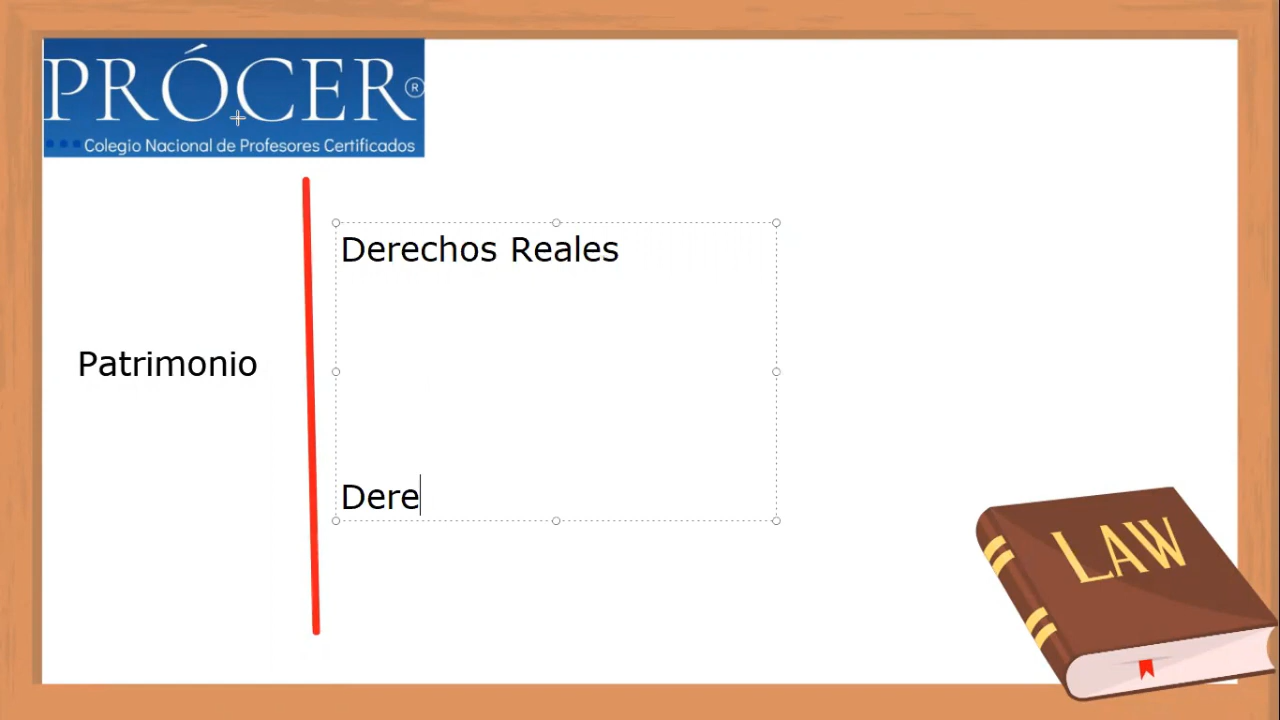 PRÓCER®
Colegio Nacional de Profesores Certificados
Derechos Reales
Patrimonio
Dere
LAW